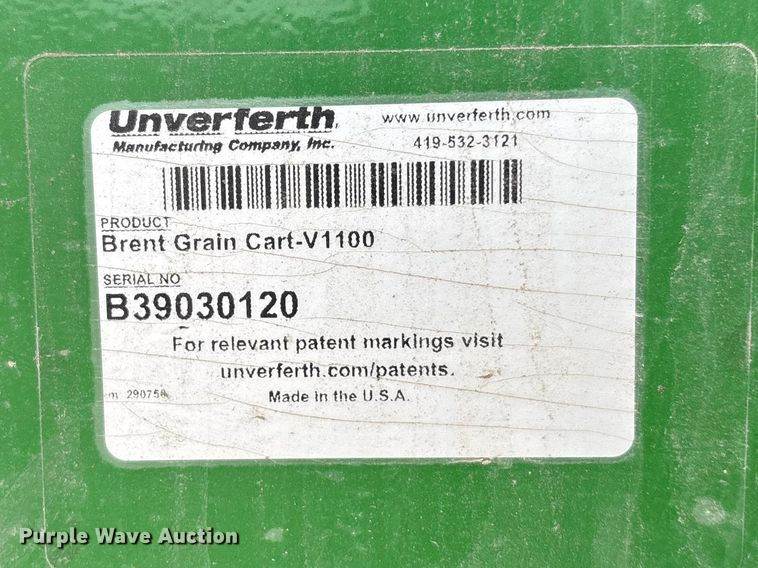 Unverferth
Manufacturing Company, Inc.
www.unverferth.com
419-532-3121
PRODUCT
Brent Grain Cart-V1100
SERIAL NO
B39030120
For relevant patent markings visit
unverferth.com/patents.
Made in the U.S.A.
Purple Wave Auction